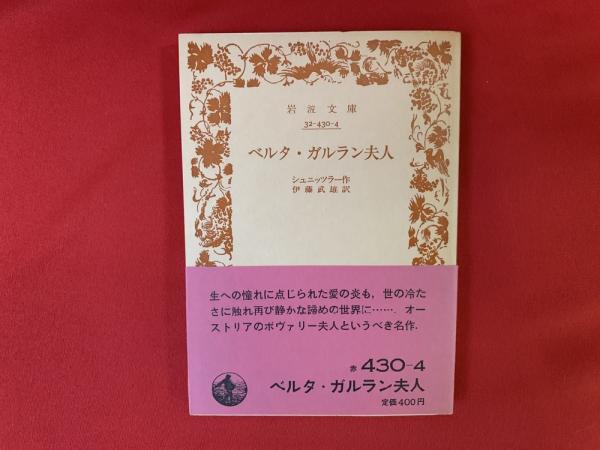 岩波文庫
32-430-4
ベルタ・ガルラン夫人
シュニッツラー作
伊藤武雄訳
生への憧れに点じられた愛の炎も，世の冷た
さに触れ再び静かな諦めの世界に……．オー
ストリアのボヴァリー夫人というべき名作．
赤 430-4
ベルタ・ガルラン夫人
定価400円